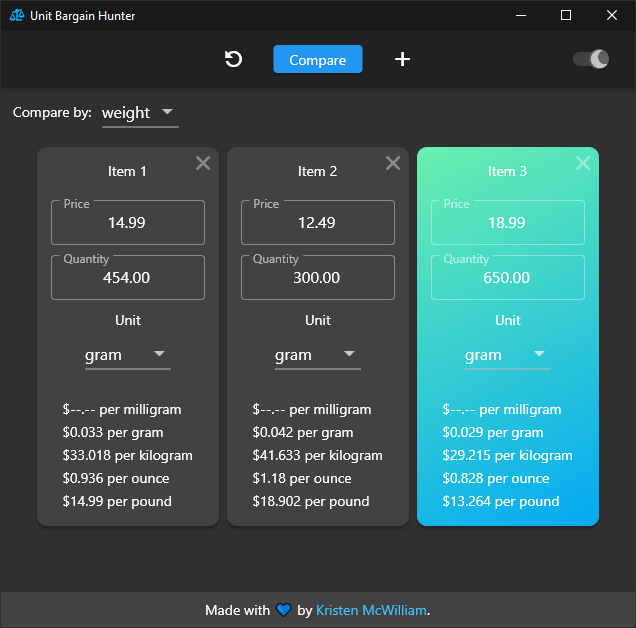 Unit Bargain Hunter
Compare
Compare by: weight
Item 1
Price
14.99
Quantity
454.00
Unit
gram
$--.-- per milligram
$0.033 per gram
$33.018 per kilogram
$0.936 per ounce
$14.99 per pound
Item 2
Price
12.49
Quantity
300.00
Unit
gram
$--.-- per milligram
$0.042 per gram
$41.633 per kilogram
$1.18 per ounce
$18.902 per pound
Item 3
Price
18.99
Quantity
650.00
Unit
gram
$--.-- per milligram
$0.029 per gram
$29.215 per kilogram
$0.828 per ounce
$13.264 per pound
Made with 💙 by Kristen McWilliam.